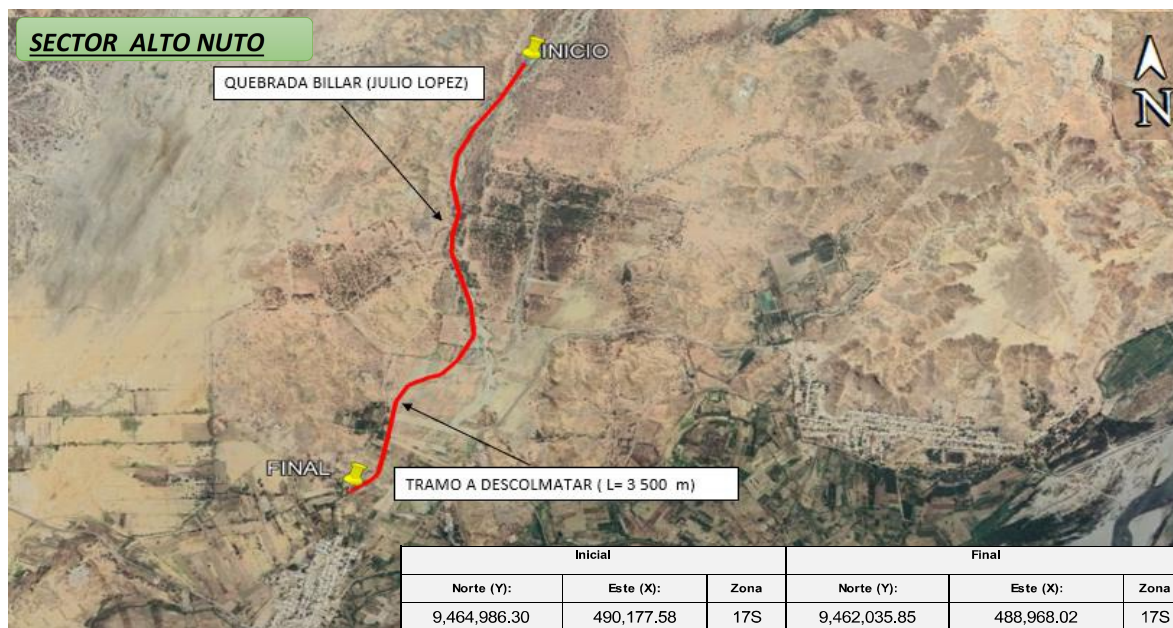 SECTOR ALTO NUTO
INICIO
N
QUEBRADA BILLAR (JULIO LOPEZ)
FINAL
TRAMO A DESCOLMATAR ( L= 3 500 m)
Inicial Final
Norte (Y): Este (X): Zona Norte (Y): Este (X): Zona
9,464,986.30 490,177.58 17S 9,462,035.85 488,968.02 17S